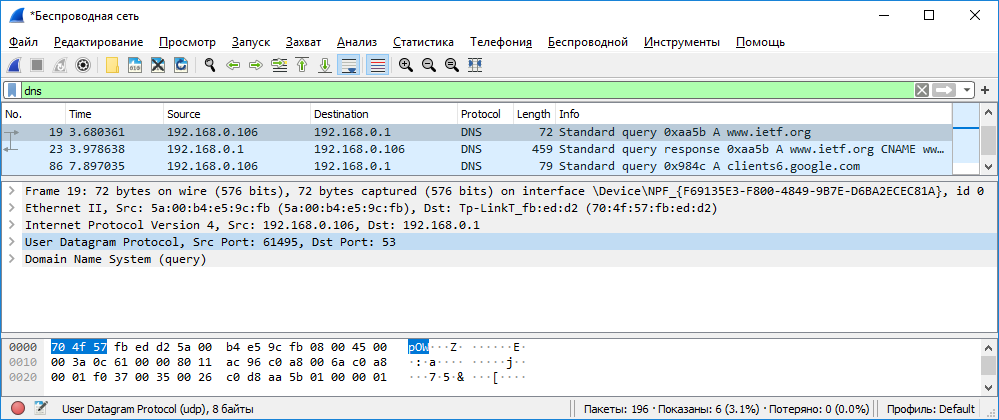 *Беспроводная сеть
Файл Редактирование Просмотр Запуск Захват Анализ Статистика Телефония Беспроводной Инструменты Помощь
dns
No. Time Source Destination Protocol Length Info
19 3.680361 192.168.0.106 192.168.0.1 DNS 72 Standard query 0xaa5b A www.ietf.org
23 3.978638 192.168.0.1 192.168.0.106 DNS 459 Standard query response 0xaa5b A www.ietf.org CNAME ww…
86 7.897035 192.168.0.106 192.168.0.1 DNS 79 Standard query 0x984c A clients6.google.com
Frame 19: 72 bytes on wire (576 bits), 72 bytes captured (576 bits) on interface \Device\NPF_{F69135E3-F800-4849-9B7E-D6BA2ECEC81A}, id 0
Ethernet II, Src: 5a:00:b4:e5:9c:fb (5a:00:b4:e5:9c:fb), Dst: Tp-LinkT_fb:ed:d2 (70:4f:57:fb:ed:d2)
Internet Protocol Version 4, Src: 192.168.0.106, Dst: 192.168.0.1
User Datagram Protocol, Src Port: 61495, Dst Port: 53
Domain Name System (query)
0000 70 4f 57 fb ed d2 5a 00 b4 e5 9c fb 08 00 45 00 pOW···Z· ······E·
0010 00 3a 0c 61 00 00 80 11 ac 96 c0 a8 00 6a c0 a8 ·:·a···· ·····j··
0020 00 01 f0 37 00 35 00 26 c0 d8 aa 5b 01 00 00 01 ···7·5·& ···[····
User Datagram Protocol (udp), 8 байты Пакеты: 196 · Показаны: 6 (3.1%) · Потеряно: 0 (0.0%) Профиль: Default